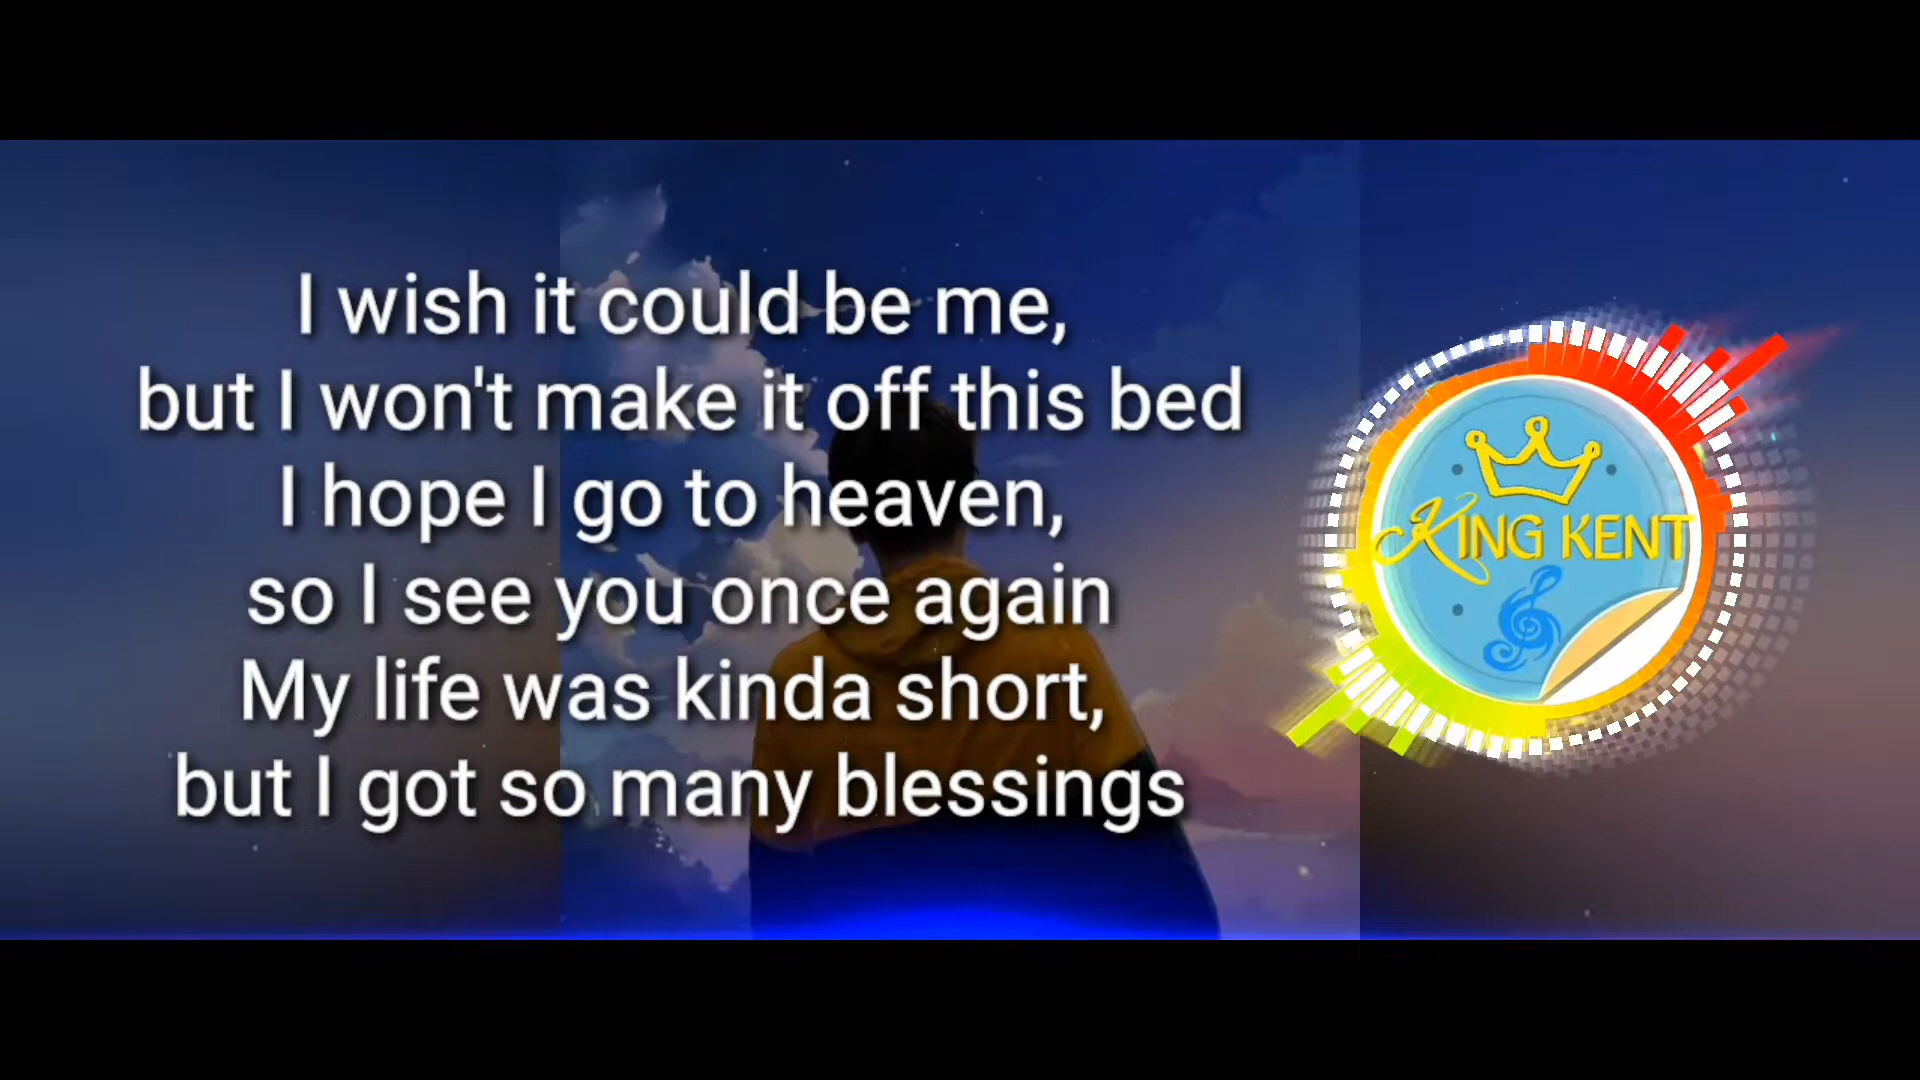 I wish it could be me,
but I won't make it off this bed
I hope I go to heaven,
so I see you once again
My life was kinda short,
but I got so many blessings
KING KENT